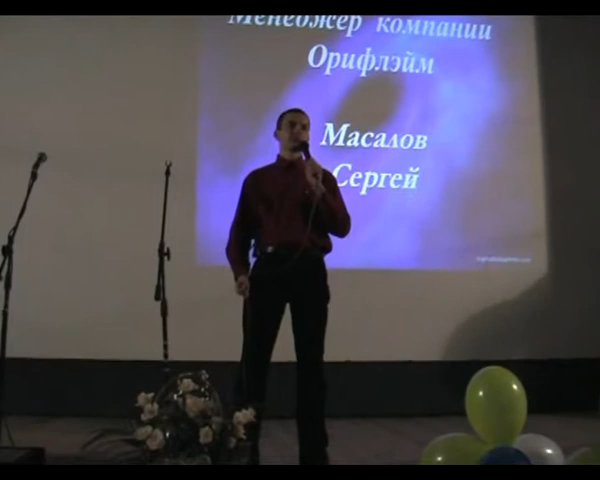 Менеджер компании
Орифлэйм
Масалов
Сергей